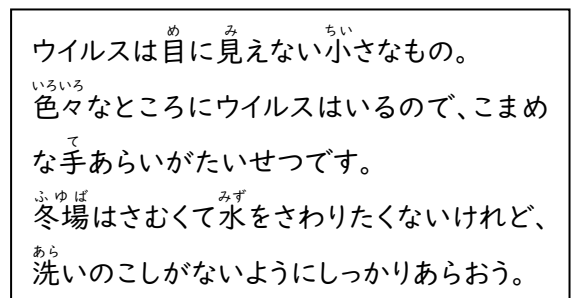 ウイルスは目に見えない小さなもの。
色々なところにウイルスはいるので、こまめ
な手あらいがたいせつです。
冬場はさむくて水をさわりたくないけれど、
洗いのこしがないようにしっかりあらおう。